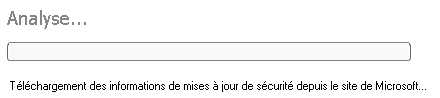 Analyse...
Téléchargement des informations de mises à jour de sécurité depuis le site de Microsoft...